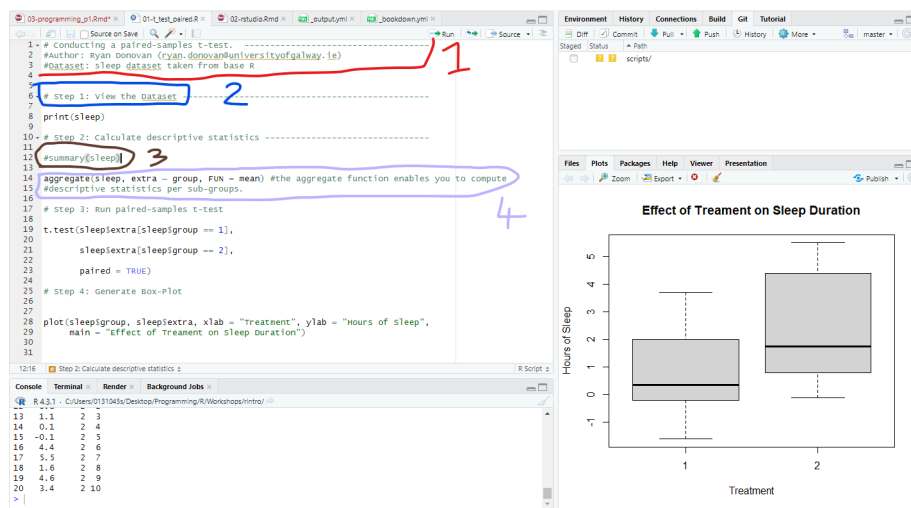 03-programming_p1.Rmd* × 01-t_test_paired.R × 02-rstudio.Rmd × _output.yml × _bookdown.yml ×
Source on Save Run Source
1 # Conducting a paired-samples t-test. ----------------------------------
2 #Author: Ryan Donovan (ryan.donovan@universityofgalway.ie)
3 #Dataset: sleep dataset taken from base R
4
5
6 # Step 1: View the Dataset ---------------------------------------------
7
8 print(sleep)
9
10 # Step 2: Calculate descriptive statistics ------------------------------
11
12 #summary(sleep)
13
14 aggregate(sleep, extra ~ group, FUN = mean) #the aggregate function enables you to compute
15 #descriptive statistics per sub-groups.
16
17 # Step 3: Run paired-samples t-test
18
19 t.test(sleep$extra[sleep$group == 1],
20
21 sleep$extra[sleep$group == 2],
22
23 paired = TRUE)
24
25 # Step 4: Generate Box-Plot
26
27
28 plot(sleep$group, sleep$extra, xlab = "Treatment", ylab = "Hours of Sleep",
29 main = "Effect of Treament on Sleep Duration")
30
31
1
2
3
4
12:16 Step 2: Calculate descriptive statistics R Script
Console Terminal × Render × Background Jobs ×
R 4.3.1 · C:/Users/0131045s/Desktop/Programming/R/Workshops/rintro/
13 1.1 2 3
14 0.1 2 4
15 -0.1 2 5
16 4.4 2 6
17 5.5 2 7
18 1.6 2 8
19 4.6 2 9
20 3.4 2 10
>
Environment History Connections Build Git Tutorial
Diff Commit Pull Push History More master
Staged Status Path
? ? scripts/
Files Plots Packages Help Viewer Presentation
Zoom Export Publish
Effect of Treament on Sleep Duration
Hours of Sleep
5
4
3
2
1
0
-1
1 2
Treatment